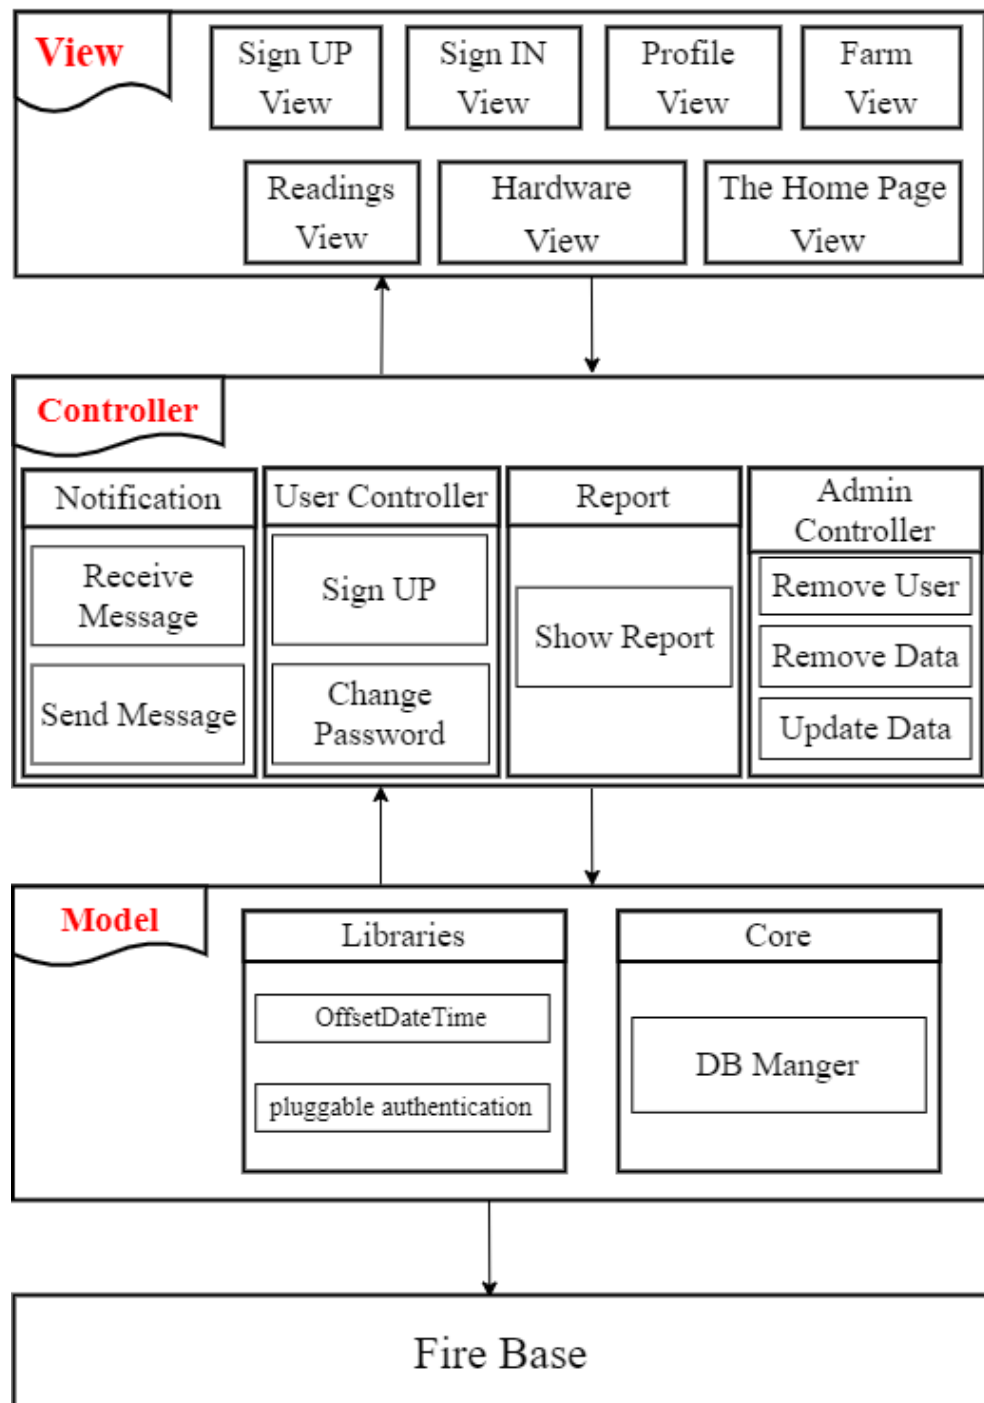 View
Sign UP
View
Sign IN
View
Profile
View
Farm
View
Readings
View
Hardware
View
The Home Page
View
Controller
Notification
Receive
Message
Send Message
User Controller
Sign UP
Change
Password
Report
Show Report
Admin
Controller
Remove User
Remove Data
Update Data
Model
Libraries
OffsetDateTime
pluggable authentication
Core
DB Manger
Fire Base